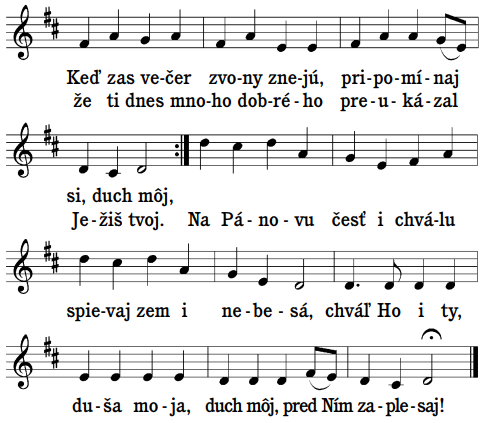 Keď zas ve-čer zvo-ny zne-jú, pri-po-mí-naj
že ti dnes mno-ho dob-ré-ho pre-u-ká-zal
si, duch môj,
Je-žiš tvoj. Na Pá-no-vu česť i chvá-lu
spie-vaj zem i ne-be-sá, chváľ Ho i ty,
du-ša mo-ja, duch môj, pred Ním za-ple-saj!